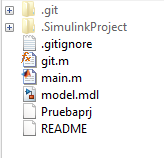 .git
.SimulinkProject
.gitignore
git.m
main.m
model.mdl
Pruebaprj
README